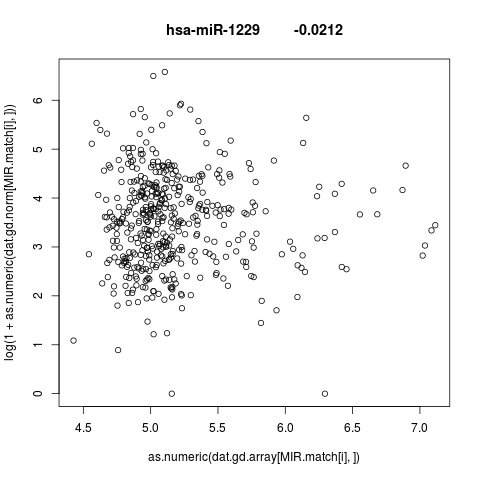 hsa-miR-1229 -0.0212
log(1 + as.numeric(dat.gd.norm[MIR.match[i], ]))
6
5
4
3
2
1
0
4.5 5.0 5.5 6.0 6.5 7.0
as.numeric(dat.gd.array[MIR.match[i], ])